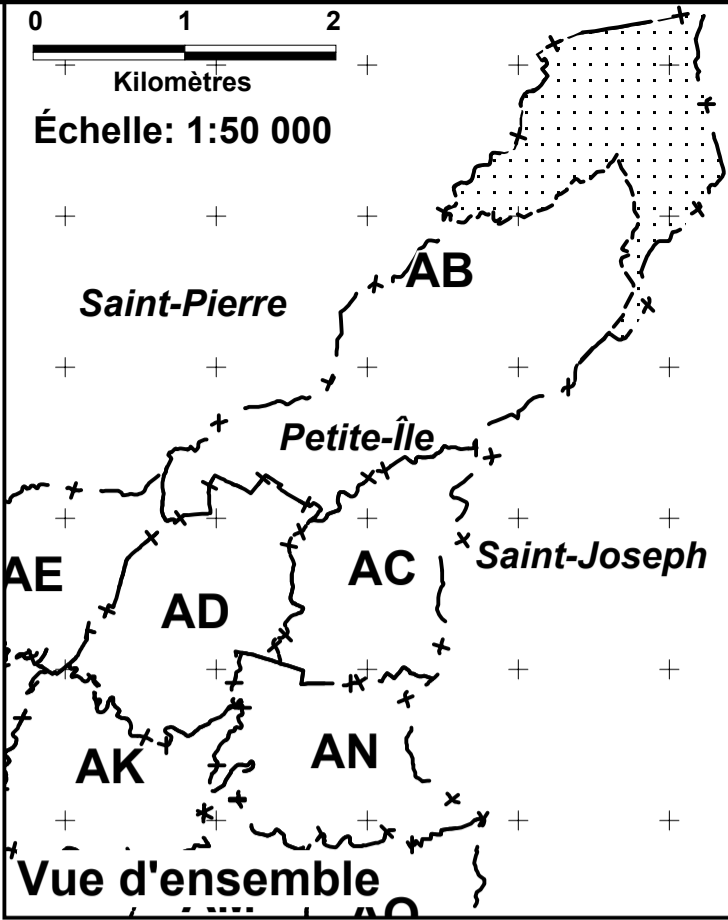 0 1 2
Kilomètres
Échelle: 1:50 000
AB
Saint-Pierre
Petite-Île
Saint-Joseph
AE
AC
AD
AN
AK
Vue d'ensemble